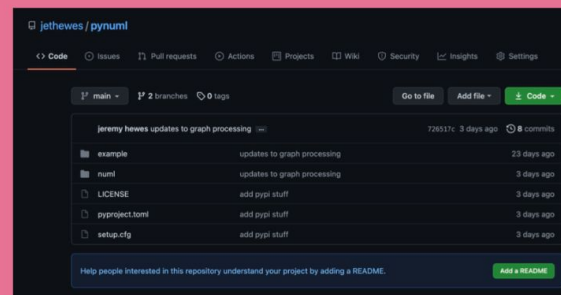 jethewes / pynuml
<> Code Issues Pull requests Actions Projects Wiki Security Insights Settings
main 2 branches 0 tags Go to file Add file Code
jeremy hewes updates to graph processing ... 726517c 3 days ago 8 commits
example updates to graph processing 23 days ago
numl updates to graph processing 3 days ago
LICENSE add pypi stuff 3 days ago
pyproject.toml add pypi stuff 3 days ago
setup.cfg add pypi stuff 3 days ago
Help people interested in this repository understand your project by adding a README. Add a README